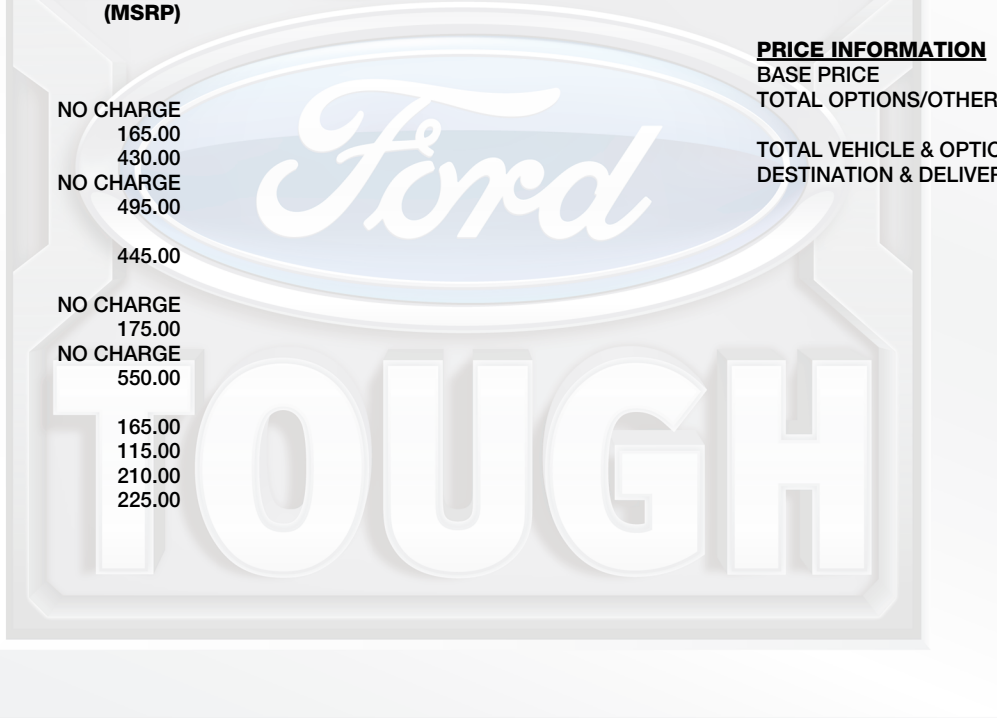 (MSRP)
NO CHARGE
165.00
430.00
NO CHARGE
495.00
445.00
NO CHARGE
175.00
NO CHARGE
550.00
165.00
115.00
210.00
225.00
PRICE INFORMATION
BASE PRICE
TOTAL OPTIONS/OTHER
TOTAL VEHICLE & OPTIO
DESTINATION & DELIVER
Ford
TOUGH